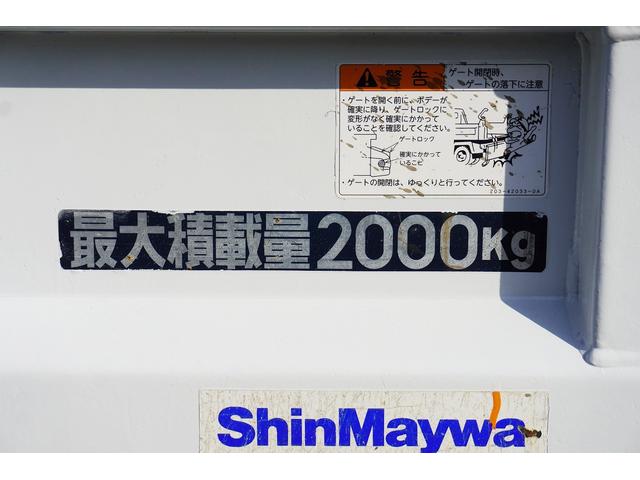 警告
ゲート開閉時、
ゲートの落下に注意
・ゲートを開く前に、ボデーが
確実に降り、ゲートロックに
変形がなく確実にかかって
いることを確認してください。
ゲートロック
確実にかかって
いること
・ゲートの開閉は、ゆっくりと行ってください。
203-42033-0A
最大積載量2000Kg
ShinMaywa